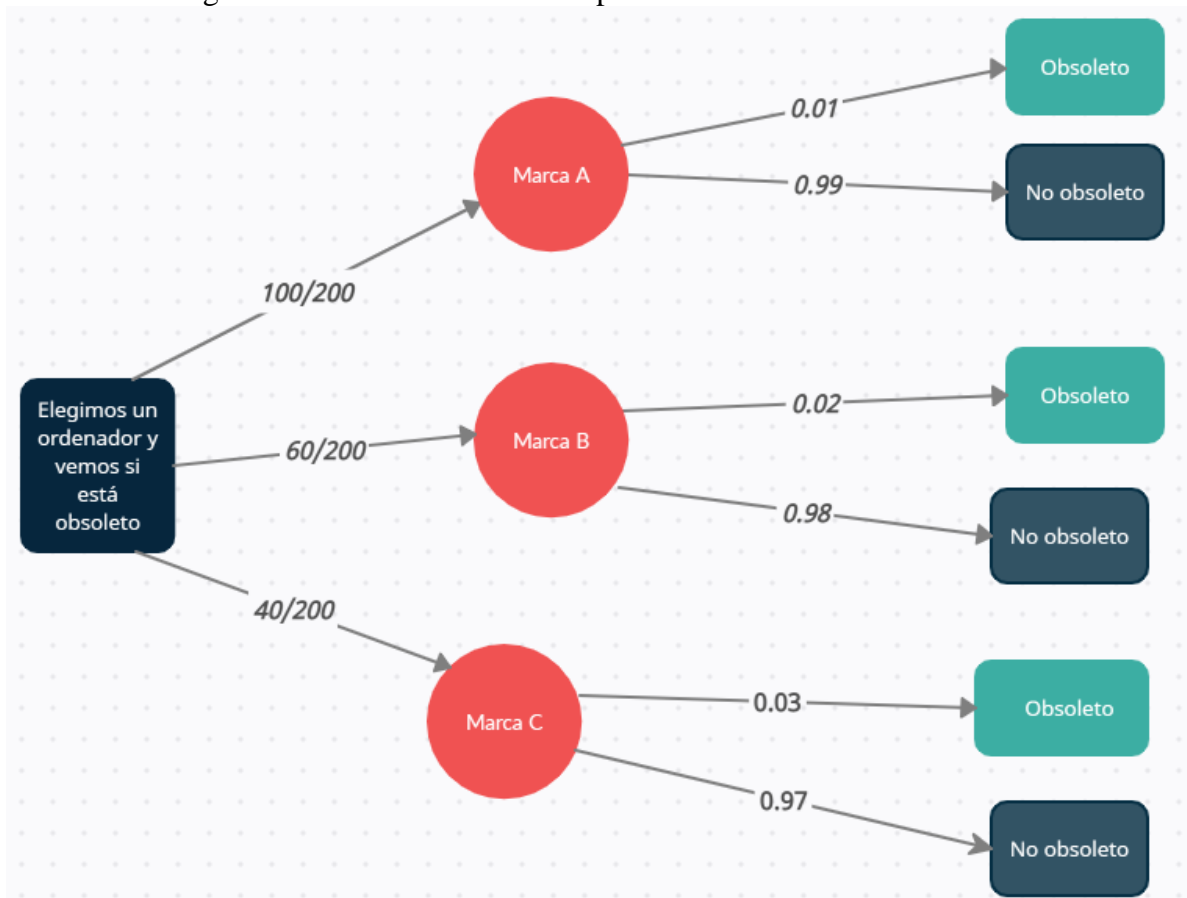 Obsoleto
0.01
Marca A
0.99
No obsoleto
100/200
Elegimos un
ordenador y
vemos si
está
obsoleto
60/200
Marca B
0.02
Obsoleto
0.98
No obsoleto
40/200
Marca C
0.03
Obsoleto
0.97
No obsoleto